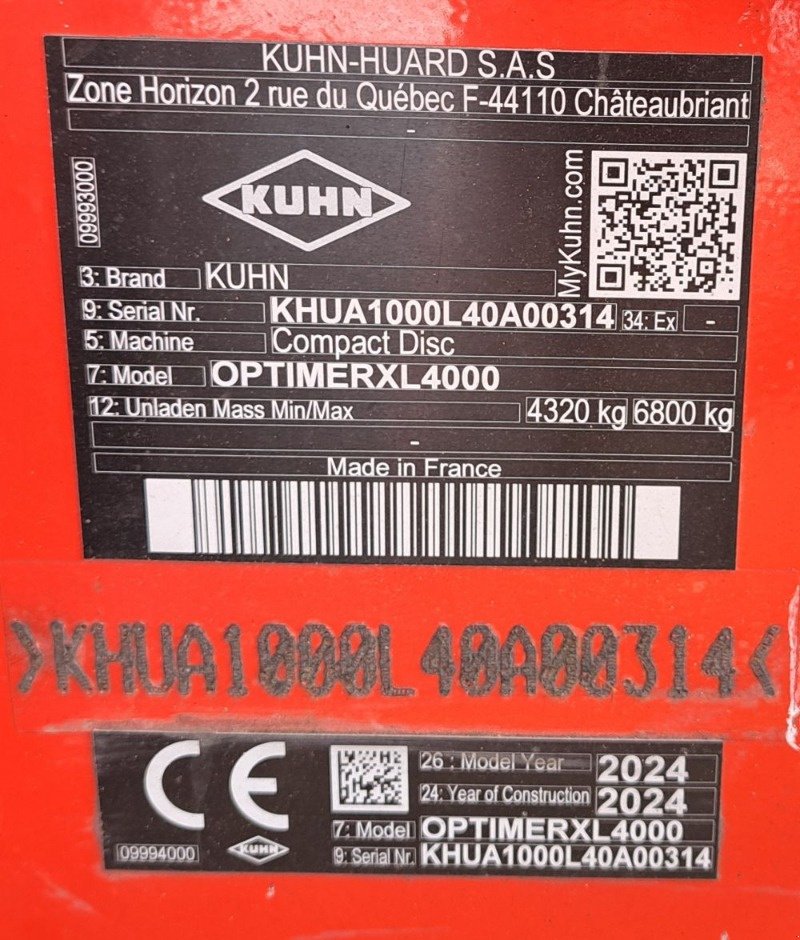 KUHN-HUARD S.A.S
Zone Horizon 2 rue du Québec F-44110 Châteaubriant
-
09993000
KUHN
MyKuhn.com
3: Brand KUHN
9: Serial Nr. KHUA1000L40A00314 34: Ex -
5: Machine Compact Disc
7: Model OPTIMERXL4000
12: Unladen Mass Min/Max 4320 kg 6800 kg
-
Made in France
>KHUA1000L40A00314<
CE
26 : Model Year 2024
24: Year of Construction 2024
7: Model OPTIMERXL4000
09994000 KUHN 9: Serial Nr. KHUA1000L40A00314